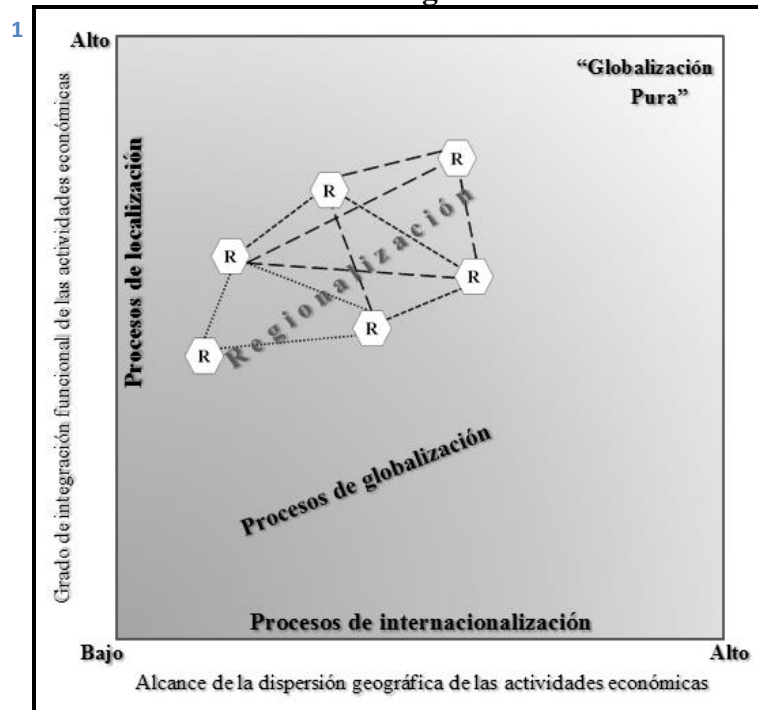 1
Alto
“Globalización
Pura”
Grado de integración funcional de las actividades económicas
Procesos de localización
R
R
R
R
R
R
Regionalización
Procesos de globalización
Procesos de internacionalización
Bajo
Alto
Alcance de la dispersión geográfica de las actividades económicas